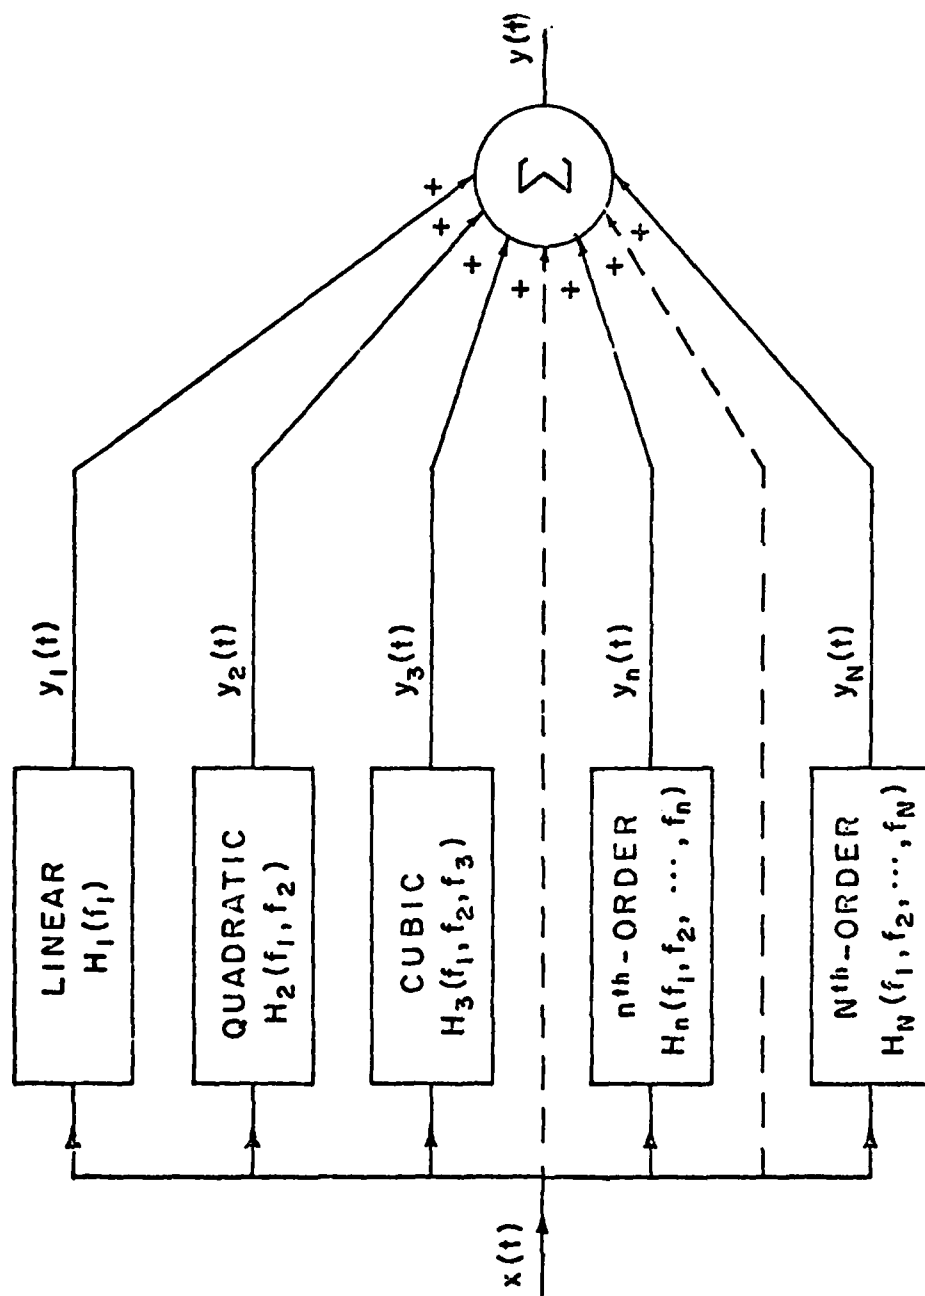 x(t)
LINEAR
H₁(f₁)
y₁(t)
QUADRATIC
H₂(f₁, f₂)
y₂(t)
CUBIC
H₃(f₁, f₂, f₃)
y₃(t)
nᵗʰ-ORDER
Hₙ(f₁, f₂, ···, fₙ)
yₙ(t)
Nᵗʰ-ORDER
H_N(f₁, f₂, ···, f_N)
y_N(t)
+
+
+
+
+
+
+
Σ
y(t)